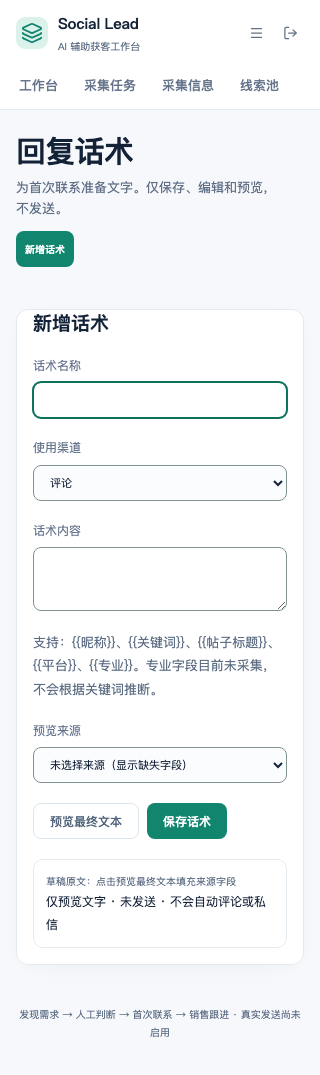 Social Lead
AI 辅助获客工作台
工作台 采集任务 采集信息 线索池
回复话术
为首次联系准备文字。仅保存、编辑和预览，
不发送。
新增话术
新增话术
话术名称
使用渠道
评论
话术内容
支持：{{昵称}}、{{关键词}}、{{帖子标题}}、
{{平台}}、{{专业}}。专业字段目前未采集，
不会根据关键词推断。
预览来源
未选择来源（显示缺失字段）
预览最终文本 保存话术
草稿原文：点击预览最终文本填充来源字段
仅预览文字 · 未发送 · 不会自动评论或私
信
发现需求 → 人工判断 → 首次联系 → 销售跟进 · 真实发送尚未
启用